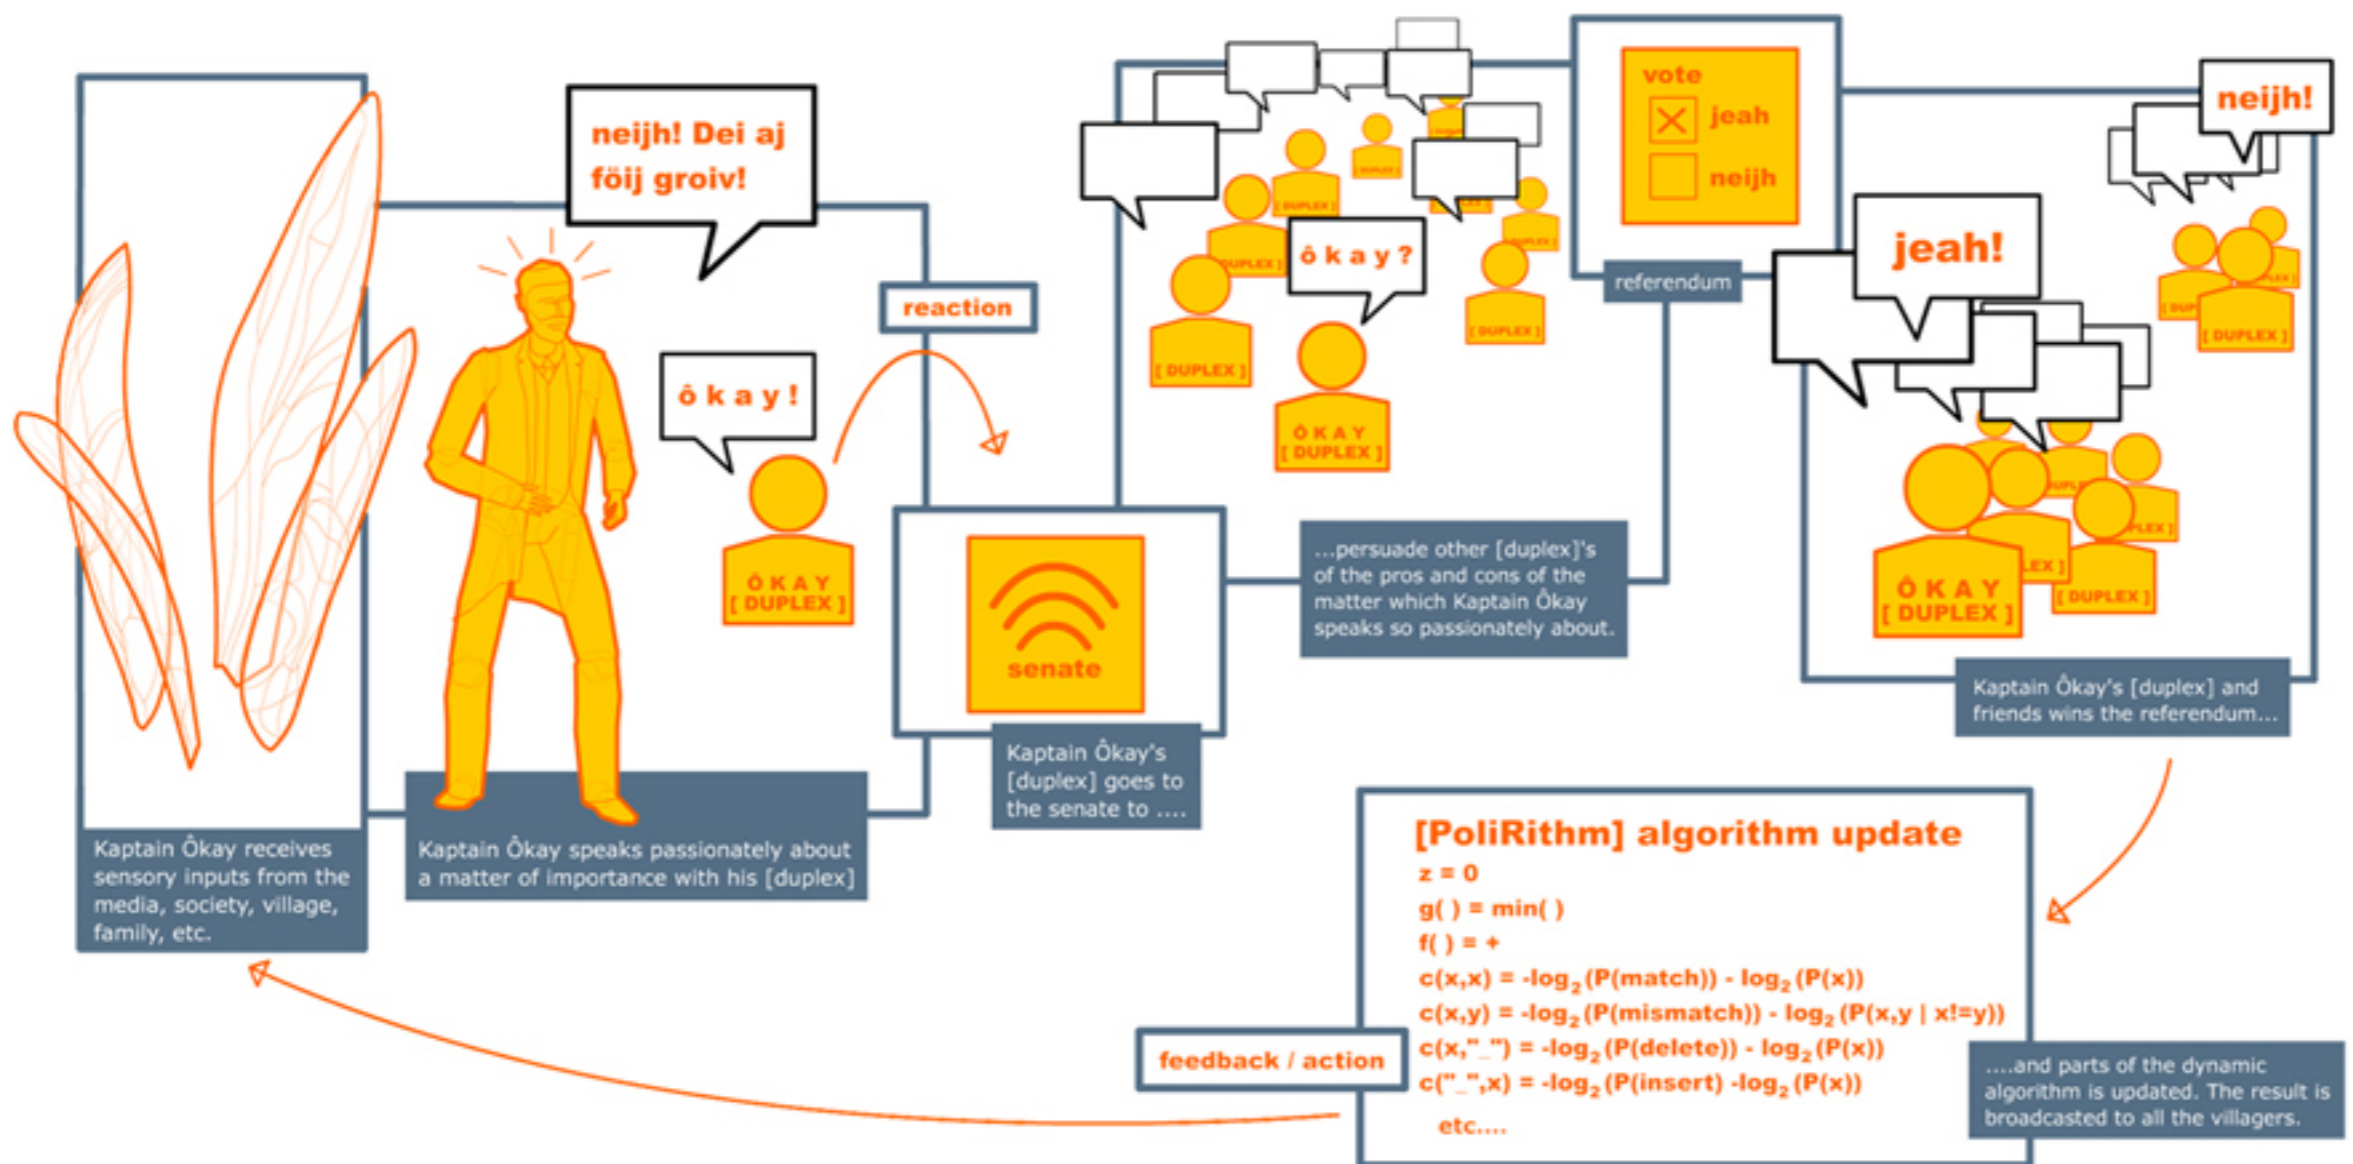 neijh! Dei aj
föij groiv!
ô k a y !
Ô K A Y
[ DUPLEX ]
Kaptain Ôkay receives
sensory inputs from the
media, society, village,
family, etc.
Kaptain Ôkay speaks passionately about
a matter of importance with his [duplex]
reaction
senate
Kaptain Ôkay's
[duplex] goes to
the senate to ....
[ DUPLEX ]
[ DUPLEX ]
[ DUPLEX ]
[ DUPLEX ]
[ DUPLEX ]
[ DUPLEX ]
ô k a y ?
Ô K A Y
[ DUPLEX ]
...persuade other [duplex]'s
of the pros and cons of the
matter which Kaptain Ôkay
speaks so passionately about.
vote
jeah
neijh
referendum
neijh!
[ DUPLEX ]
jeah!
Ô K A Y
[ DUPLEX ]
[ DUPLEX ]
Kaptain Ôkay's [duplex] and
friends wins the referendum...
[PoliRithm] algorithm update
z = 0
g( ) = min( )
f( ) = +
c(x,x) = -log₂(P(match)) - log₂(P(x))
c(x,y) = -log₂(P(mismatch)) - log₂(P(x,y | x!=y))
c(x,"_") = -log₂(P(delete)) - log₂(P(x))
c("_",x) = -log₂(P(insert) -log₂(P(x))
etc....
feedback / action
....and parts of the dynamic
algorithm is updated. The result is
broadcasted to all the villagers.